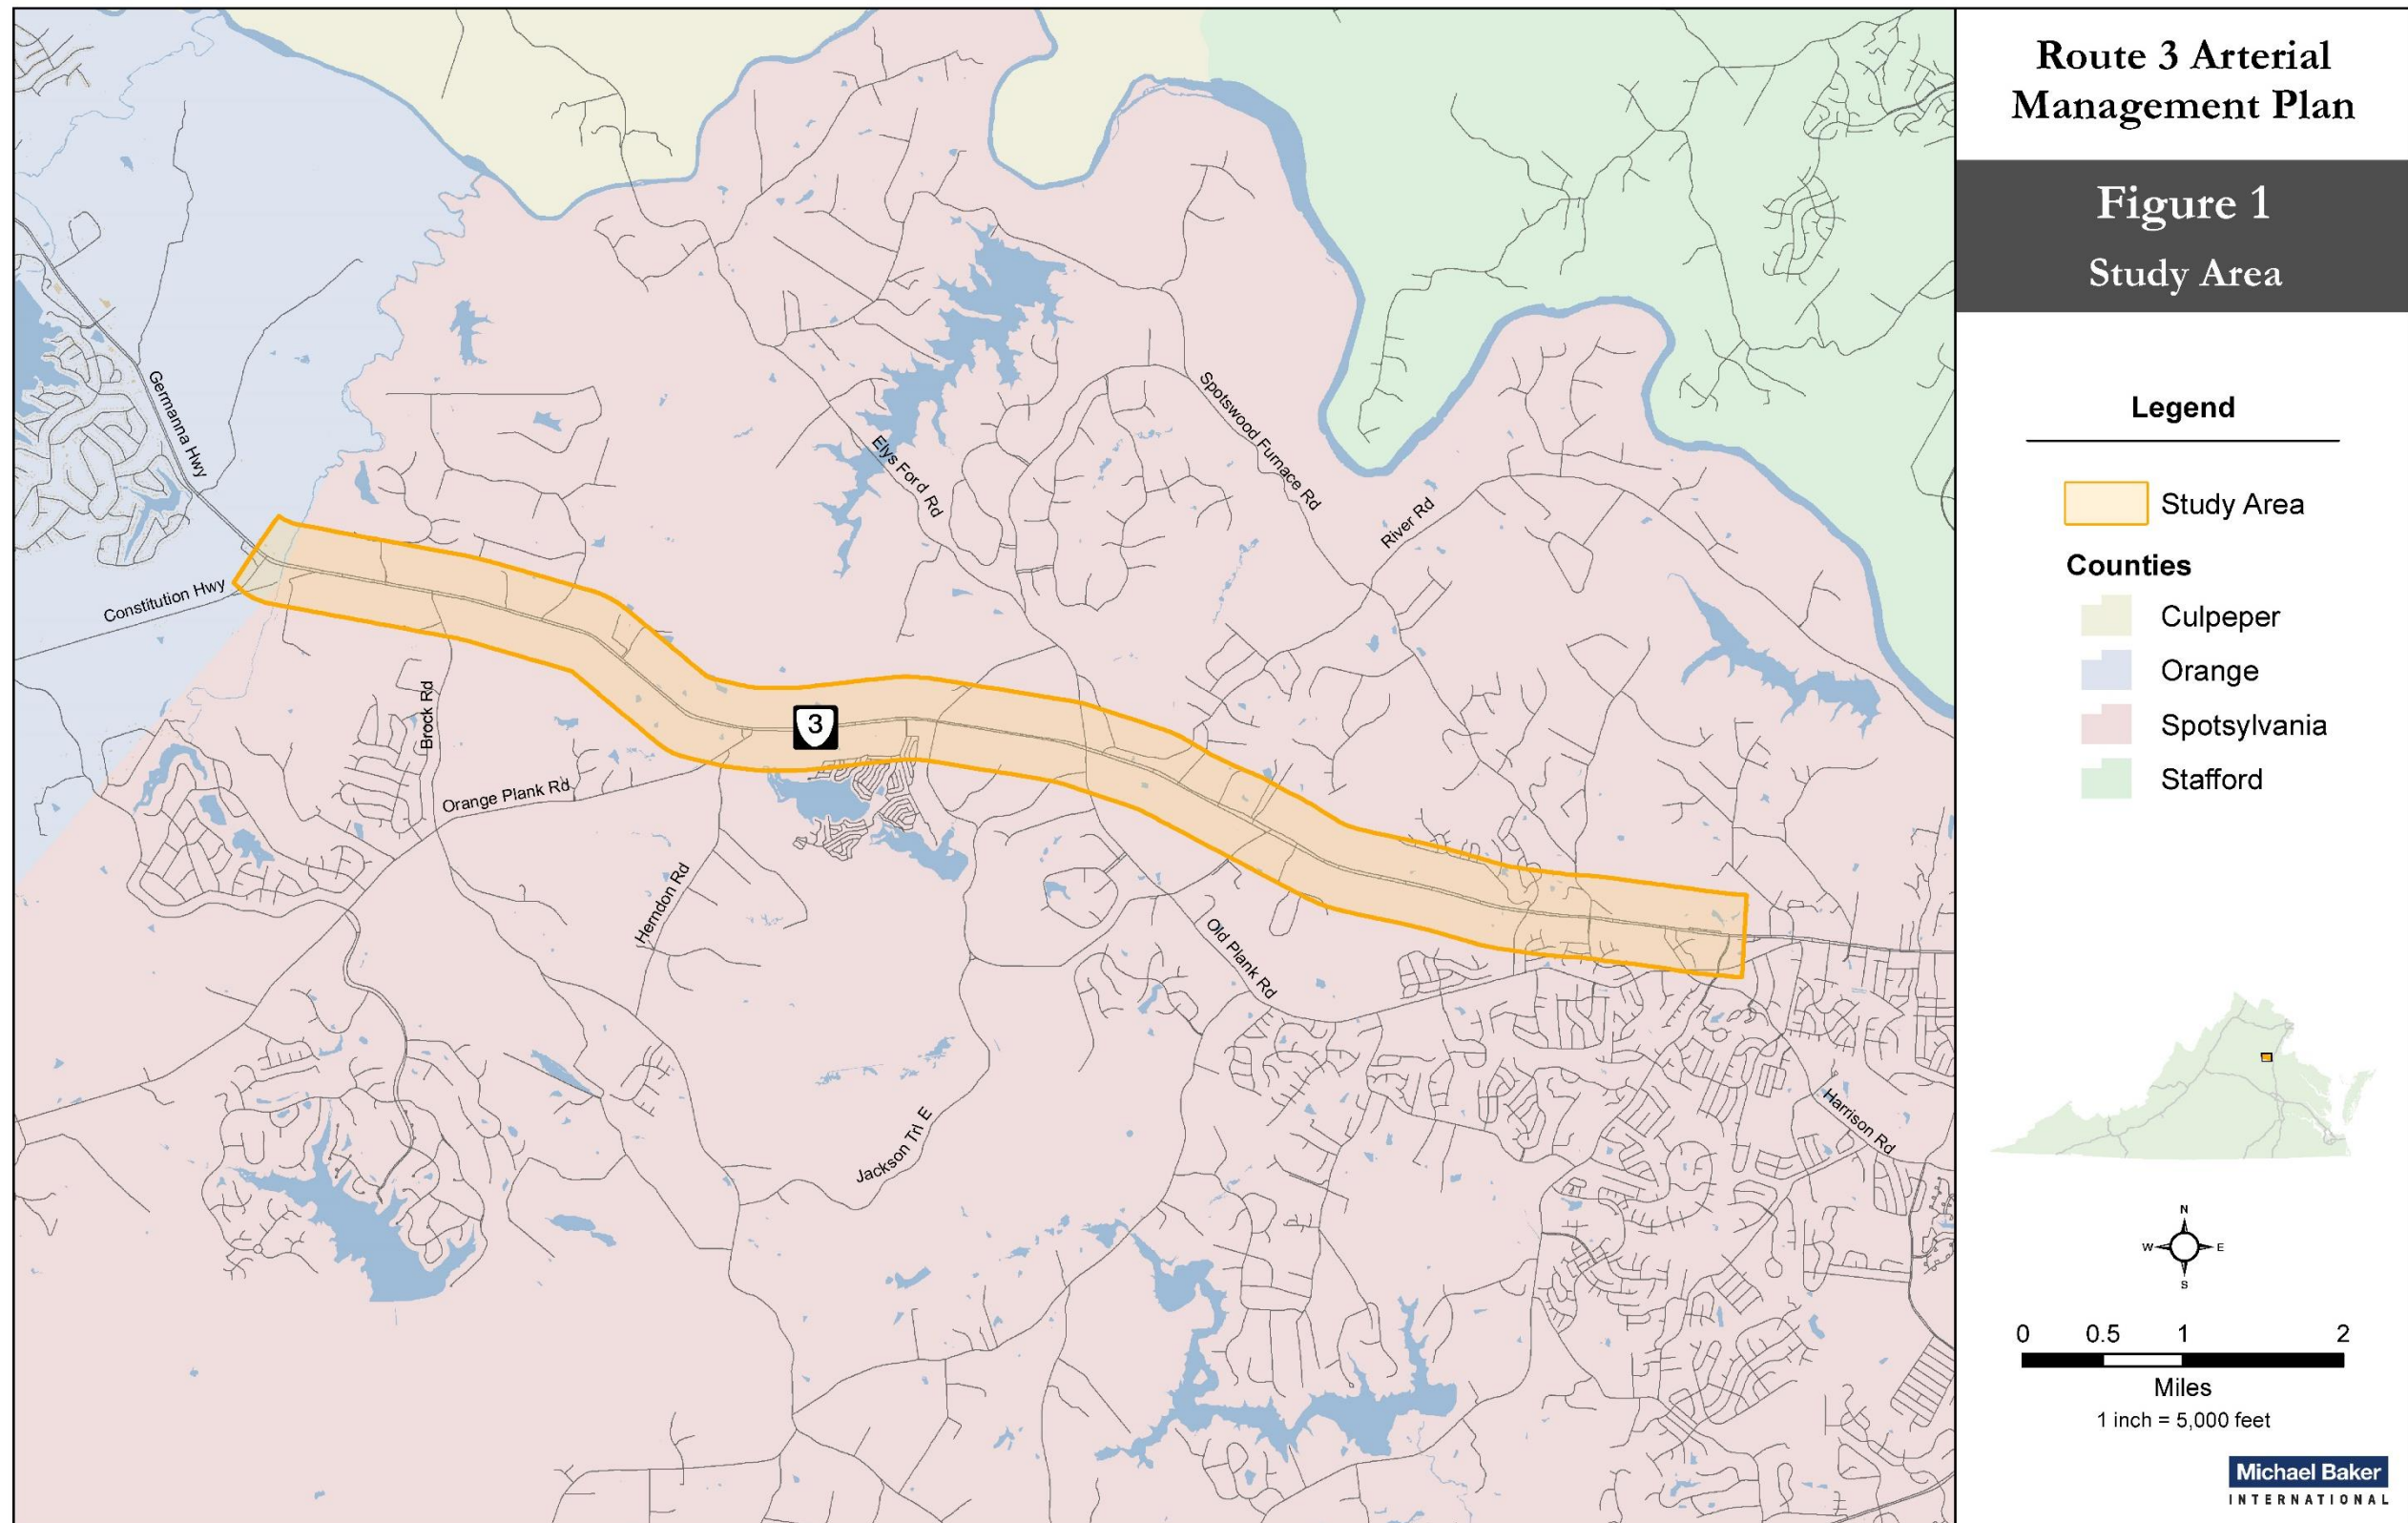 Route 3 Arterial
Management Plan
Figure 1
Study Area
Legend
Study Area
Counties
Culpeper
Orange
Spotsylvania
Stafford
N
W
E
S
0 0.5 1 2
Miles
1 inch = 5,000 feet
Michael Baker
INTERNATIONAL
Germanna Hwy
Constitution Hwy
Elys Ford Rd
Spotswood Furnace Rd
River Rd
Brock Rd
3
Orange Plank Rd
Herndon Rd
Old Plank Rd
Jackson Trl E
Harrison Rd